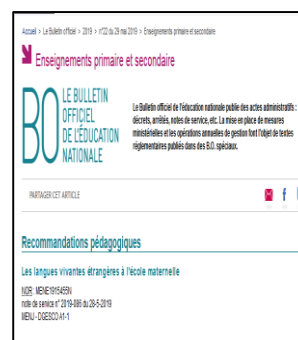 Accueil > Le Bulletin officiel > 2019 > n°22 du 29 mai 2019 > Enseignements primaire et secondaire
Enseignements primaire et secondaire
BO LE BULLETIN
OFFICIEL
DE L'ÉDUCATION
NATIONALE
Le Bulletin officiel de l'éducation nationale publie des actes administratifs :
décrets, arrêtés, notes de service, etc. La mise en place de mesures
ministérielles et les opérations annuelles de gestion font l'objet de textes
réglementaires publiés dans des B.O. spéciaux.
PARTAGER CET ARTICLE
Recommandations pédagogiques
Les langues vivantes étrangères à l'école maternelle
NOR : MENE1915455N
note de service n° 2019-086 du 28-5-2019
MENJ - DGESCO A1-1